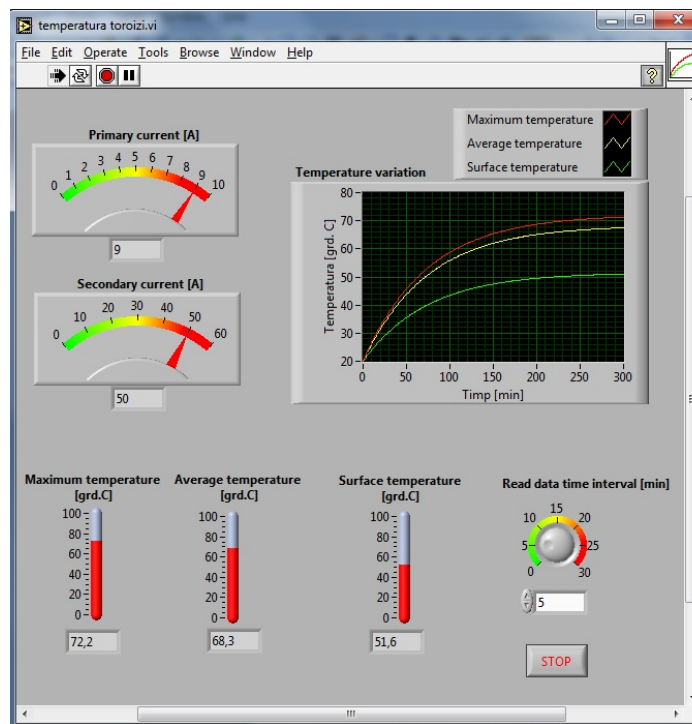 temperatura toroizi.vi
File Edit Operate Tools Browse Window Help
?
Primary current [A]
0 1 2 3 4 5 6 7 8 9 10
9
Secondary current [A]
0 10 20 30 40 50 60
50
Maximum temperature
Average temperature
Surface temperature
Temperature variation
Temperatura [grd. C]
80
70
60
50
40
30
20
0 50 100 150 200 250 300
Timp [min]
Maximum temperature
[grd.C]
100
80
60
40
20
0
72,2
Average temperature
[grd.C]
100
80
60
40
20
0
68,3
Surface temperature
[grd.C]
100
80
60
40
20
0
51,6
Read data time interval [min]
0 5 10 15 20 25 30
5
STOP